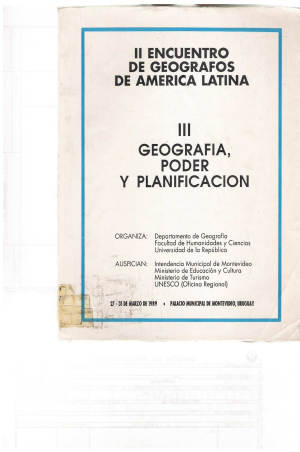 II ENCUENTRO
DE GEOGRAFOS
DE AMERICA LATINA
III
GEOGRAFIA,
PODER
Y PLANIFICACION
ORGANIZA: Departamento de Geografía
Facultad de Humanidades y Ciencias
Universidad de la República
AUSPICIAN: Intendencia Municipal de Montevideo
Ministerio de Educación y Cultura
Ministerio de Turismo
UNESCO (Oficina Regional)
27 - 31 DE MARZO DE 1989 • PALACIO MUNICIPAL DE MONTEVIDEO, URUGUAY